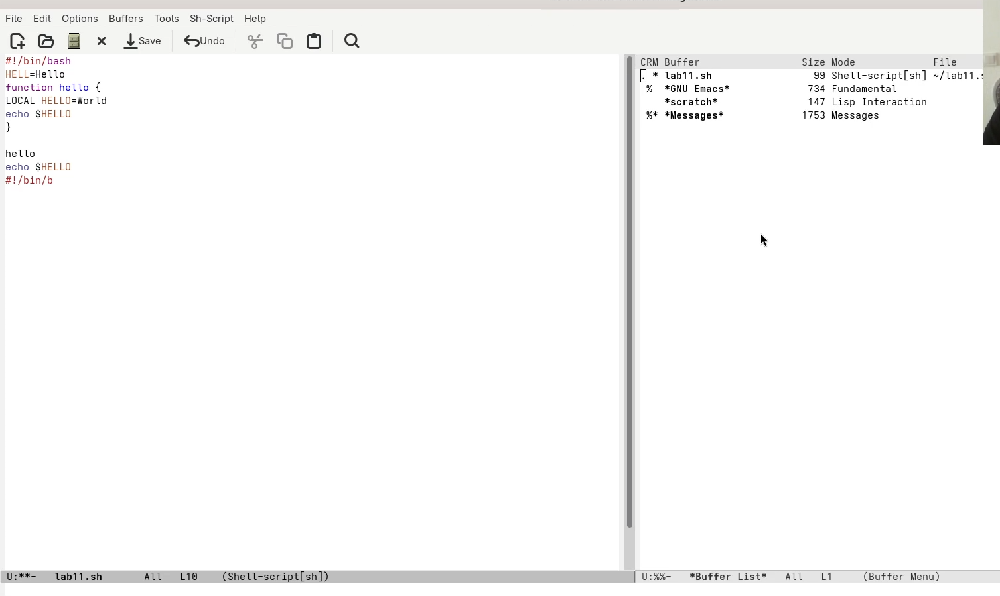 File Edit Options Buffers Tools Sh-Script Help
Save Undo
#!/bin/bash
HELL=Hello
function hello {
LOCAL HELLO=World
echo $HELLO
}
hello
echo $HELLO
#!/bin/b
U:**- lab11.sh All L10 (Shell-script[sh])
CRM Buffer Size Mode File
. * lab11.sh 99 Shell-script[sh] ~/lab11.s
% *GNU Emacs* 734 Fundamental
*scratch* 147 Lisp Interaction
%* *Messages* 1753 Messages
U:%%- *Buffer List* All L1 (Buffer Menu)